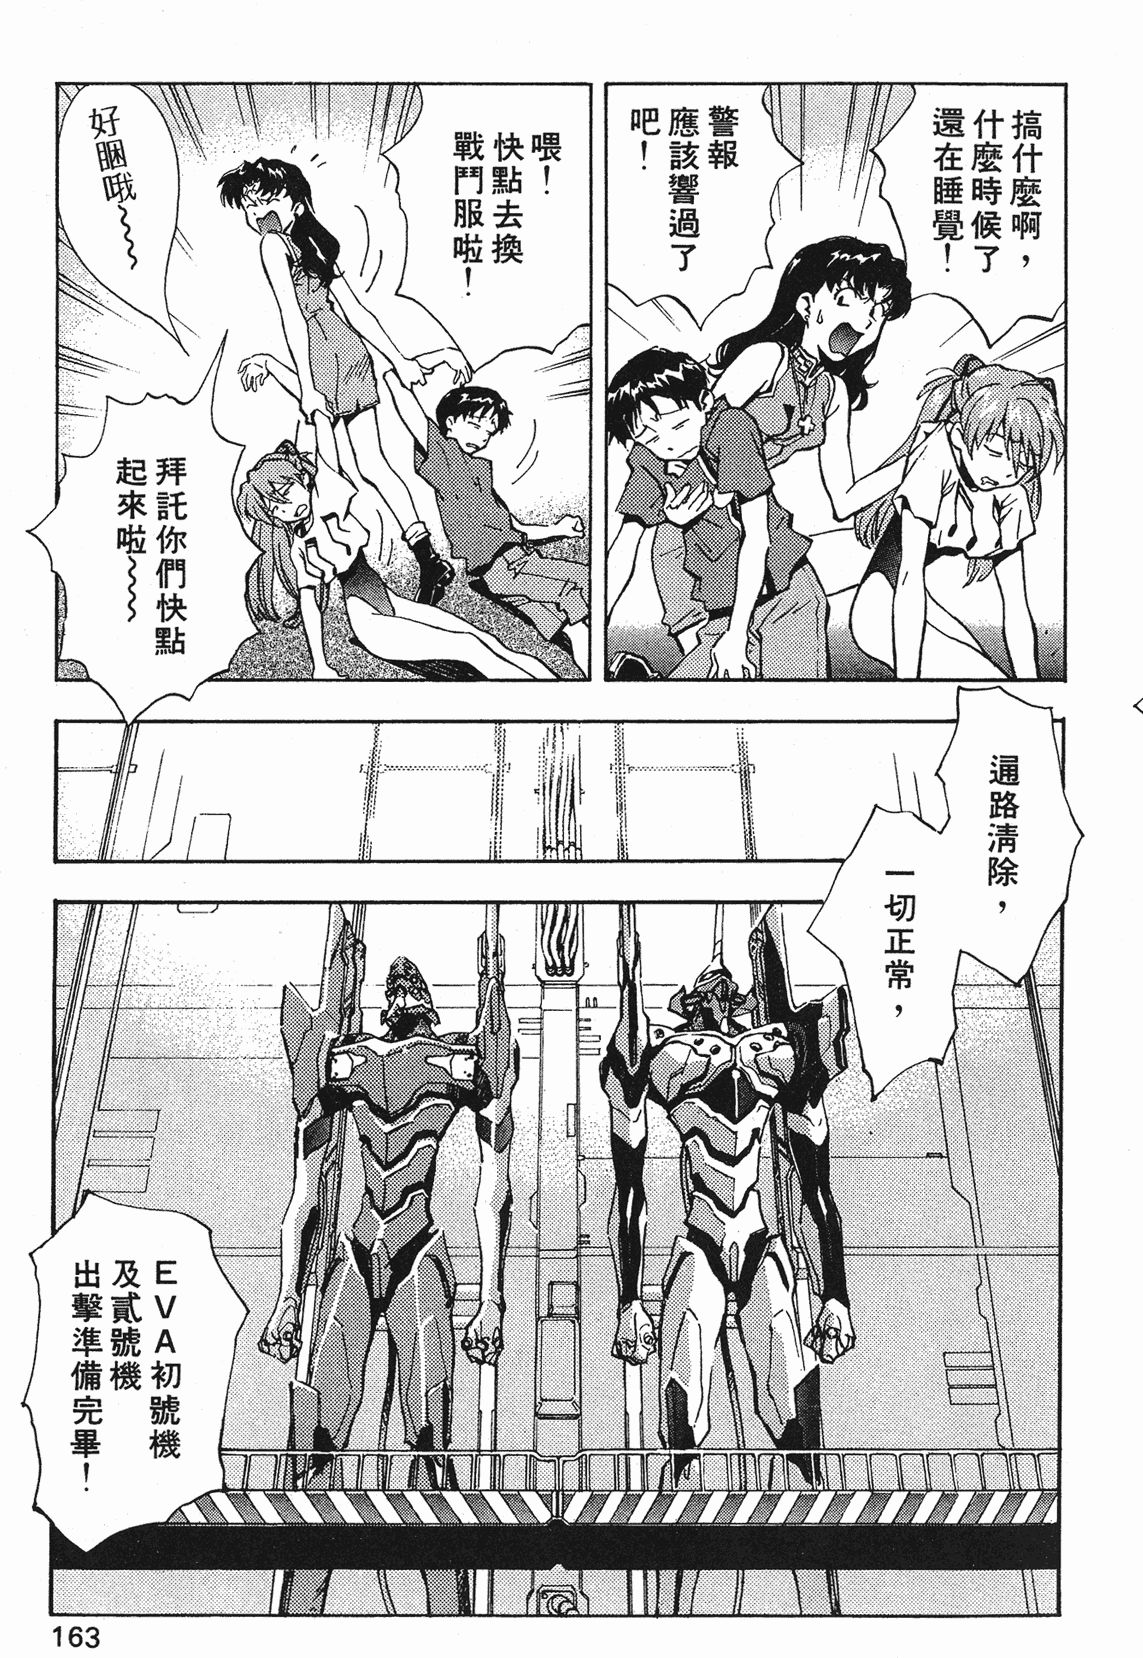 搞什麼啊，
什麼時候了
還在睡覺！
警報
應該響過了
吧！
喂！
快點去換
戰鬥服啦！
好睏哦～～
拜託你們快點
起來啦～～
通路清除，
一切正常，
EVA初號機
及貳號機
出擊準備完畢！
163